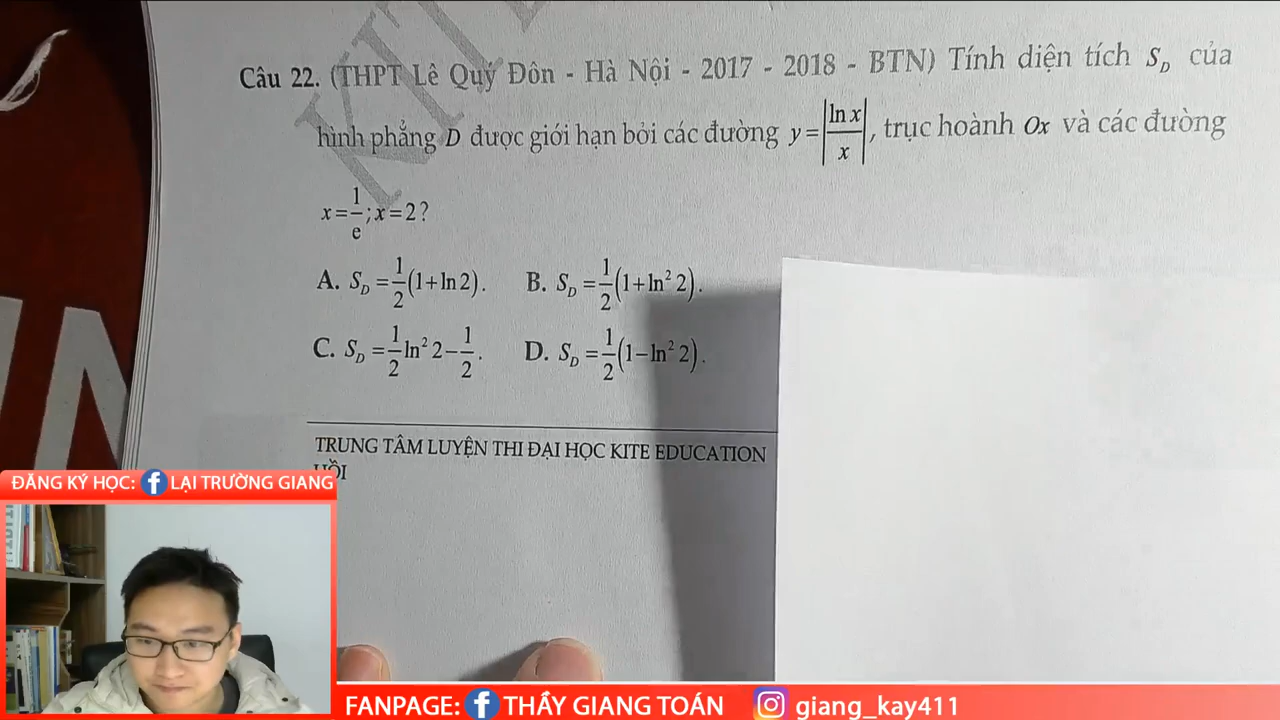 Câu 22. (THPT Lê Quý Đôn - Hà Nội - 2017 - 2018 - BTN) Tính diện tích S_D của
hình phẳng D được giới hạn bởi các đường y = |ln x / x|, trục hoành Ox và các đường
x = 1/e; x = 2?
A. S_D = 1/2 (1 + ln 2). B. S_D = 1/2 (1 + ln² 2).
C. S_D = 1/2 ln² 2 − 1/2. D. S_D = 1/2 (1 − ln² 2).
TRUNG TÂM LUYỆN THI ĐẠI HỌC KITE EDUCATION
ĐĂNG KÝ HỌC: f LẠI TRƯỜNG GIANG
FANPAGE: f THẦY GIANG TOÁN giang_kay411